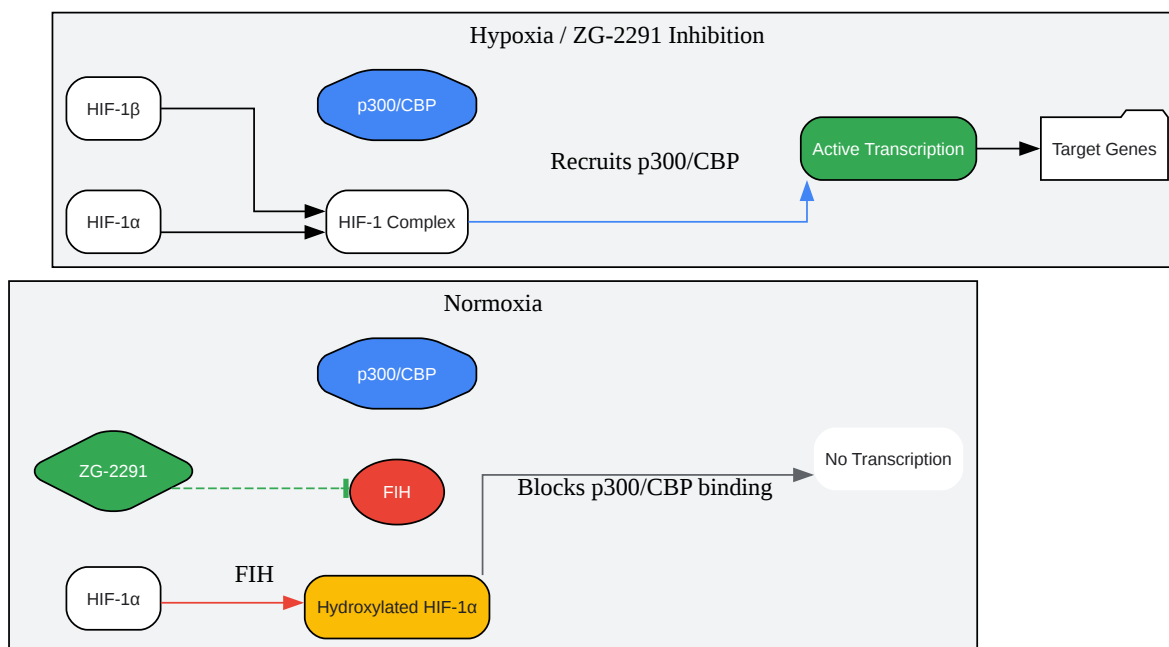 Hypoxia / ZG-2291 Inhibition
HIF-1β
p300/CBP
Recruits p300/CBP
Active Transcription
Target Genes
HIF-1α
HIF-1 Complex
Normoxia
p300/CBP
ZG-2291
FIH
No Transcription
Blocks p300/CBP binding
FIH
HIF-1α
Hydroxylated HIF-1α